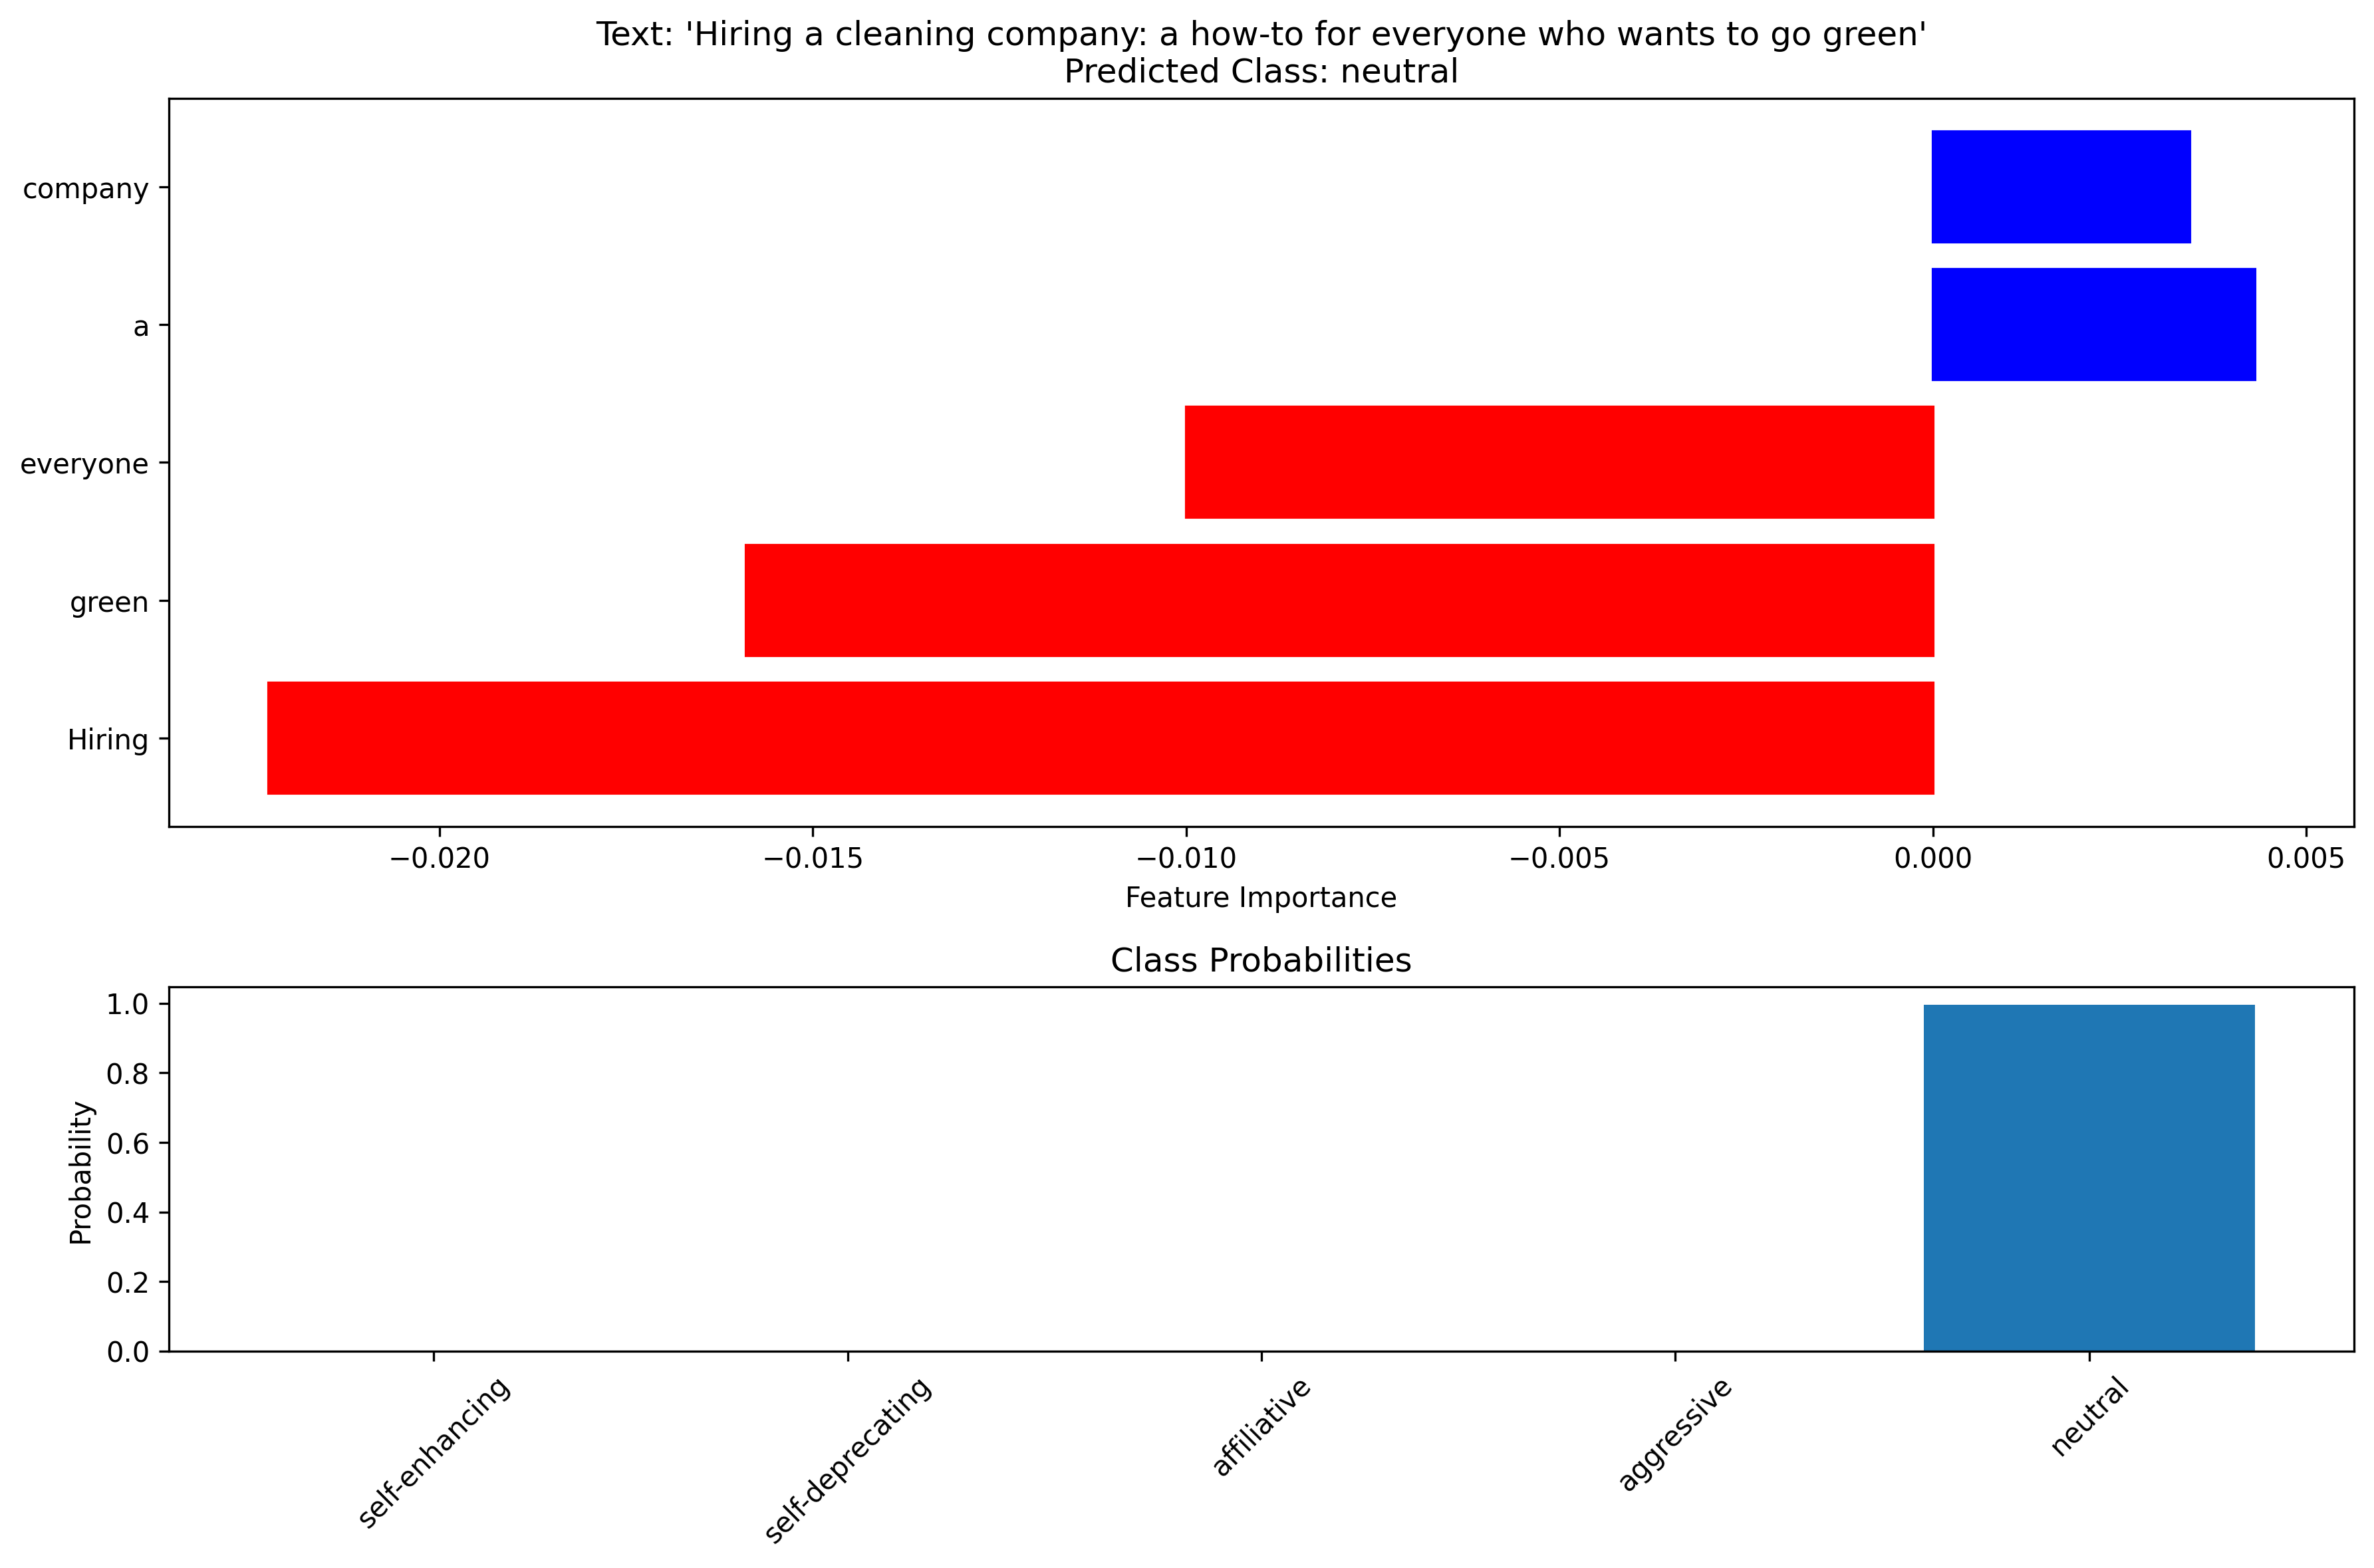 Text: 'Hiring a cleaning company: a how-to for everyone who wants to go green'
Predicted Class: neutral
company
a
everyone
green
Hiring
−0.020
−0.015
−0.010
−0.005
0.000
0.005
Feature Importance
Class Probabilities
Probability
1.0
0.8
0.6
0.4
0.2
0.0
self-enhancing
self-deprecating
affiliative
aggressive
neutral